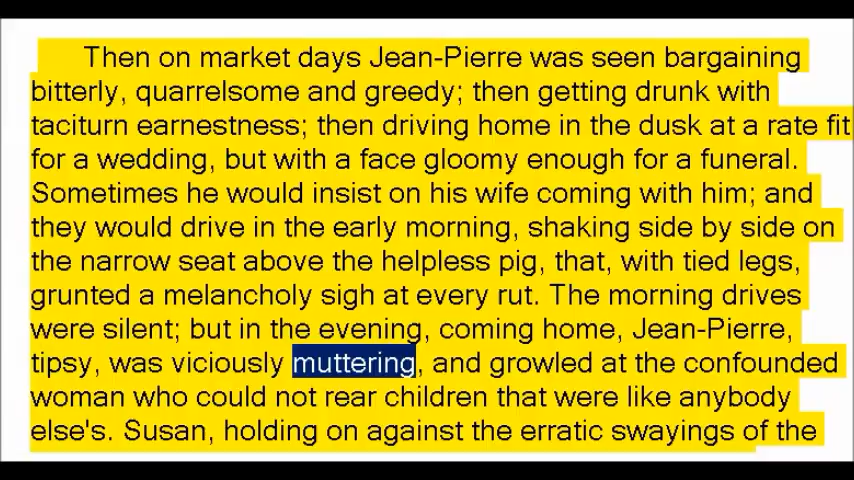 Then on market days Jean-Pierre was seen bargaining
bitterly, quarrelsome and greedy; then getting drunk with
taciturn earnestness; then driving home in the dusk at a rate fit
for a wedding, but with a face gloomy enough for a funeral.
Sometimes he would insist on his wife coming with him; and
they would drive in the early morning, shaking side by side on
the narrow seat above the helpless pig, that, with tied legs,
grunted a melancholy sigh at every rut. The morning drives
were silent; but in the evening, coming home, Jean-Pierre,
tipsy, was viciously muttering, and growled at the confounded
woman who could not rear children that were like anybody
else's. Susan, holding on against the erratic swayings of the